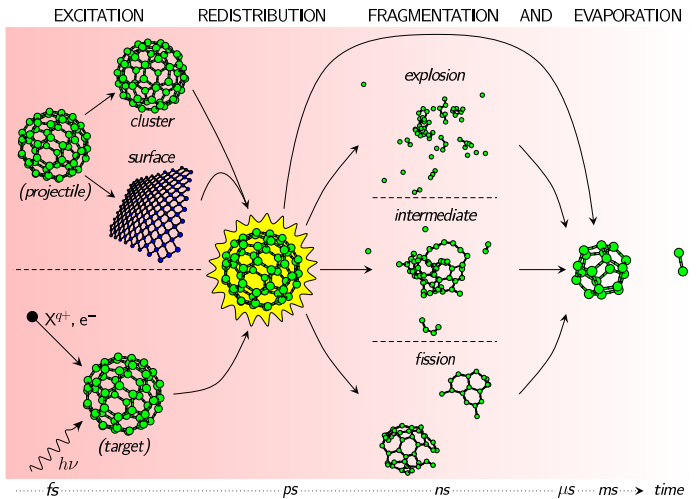 EXCITATION REDISTRIBUTION FRAGMENTATION AND EVAPORATION
explosion
cluster
surface
(projectile)
intermediate
X^{q+}, e^-
fission
(target)
hν
fs ps ns μs ms time